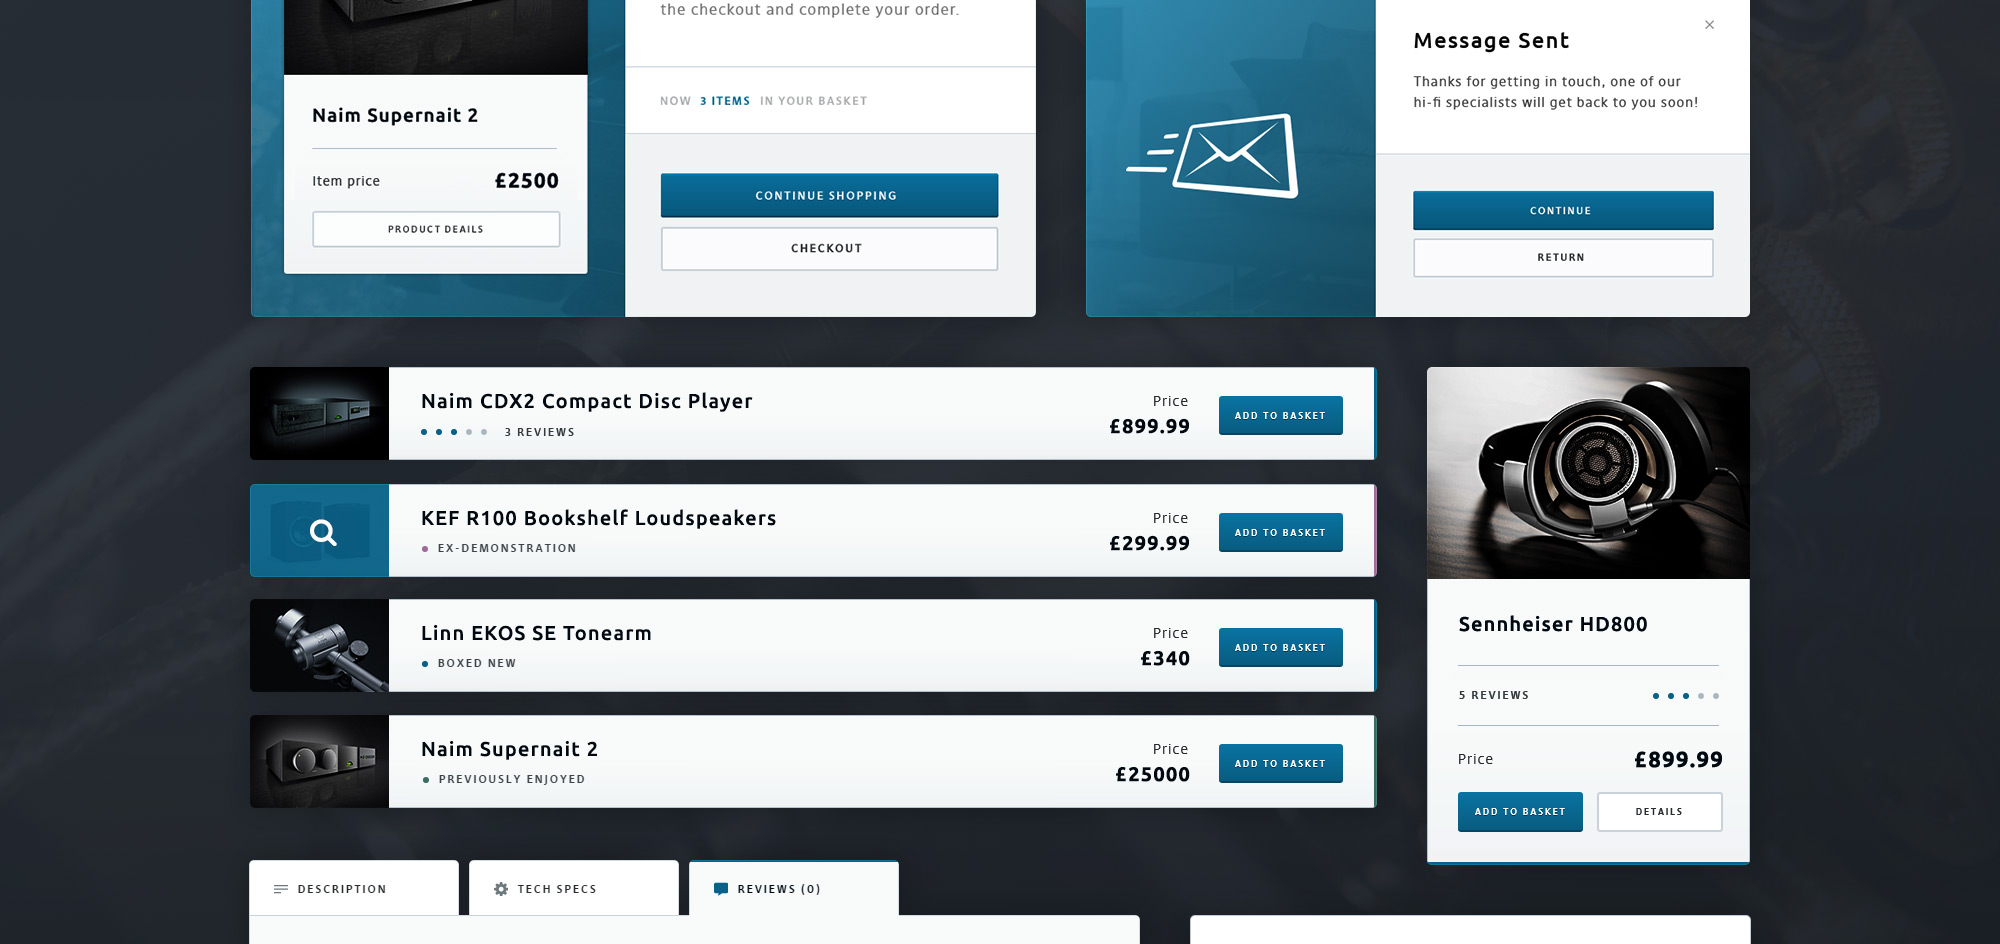 the checkout and complete your order.
NOW 3 ITEMS IN YOUR BASKET
Naim Supernait 2
Item price £2500
PRODUCT DEAILS
CONTINUE SHOPPING
CHECKOUT
×
Message Sent
Thanks for getting in touch, one of our
hi-fi specialists will get back to you soon!
CONTINUE
RETURN
Naim CDX2 Compact Disc Player
3 REVIEWS
Price
£899.99
ADD TO BASKET
KEF R100 Bookshelf Loudspeakers
EX-DEMONSTRATION
Price
£299.99
ADD TO BASKET
Linn EKOS SE Tonearm
BOXED NEW
Price
£340
ADD TO BASKET
Naim Supernait 2
PREVIOUSLY ENJOYED
Price
£25000
ADD TO BASKET
Sennheiser HD800
5 REVIEWS
Price £899.99
ADD TO BASKET
DETAILS
DESCRIPTION
TECH SPECS
REVIEWS (0)